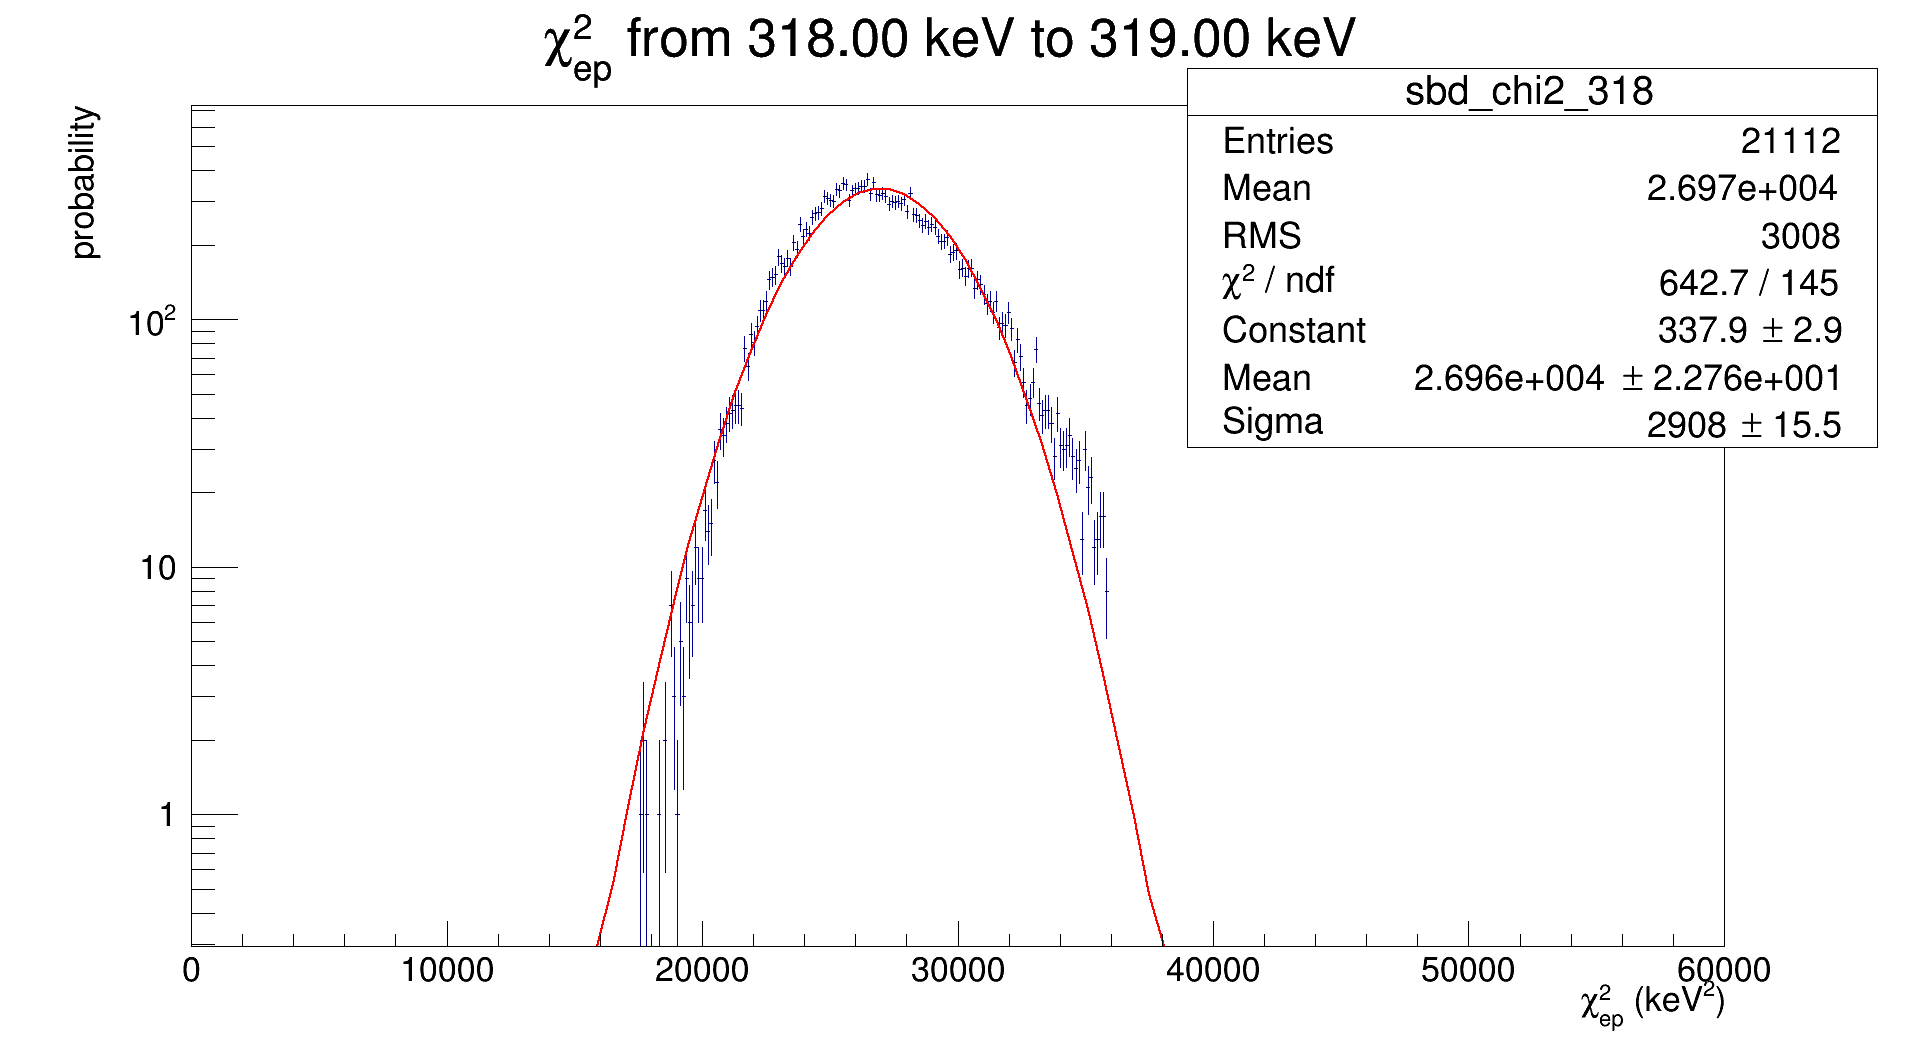 χ²ep from 318.00 keV to 319.00 keV
sbd_chi2_318
Entries 21112
Mean 2.697e+004
RMS 3008
χ² / ndf 642.7 / 145
Constant 337.9 ± 2.9
Mean 2.696e+004 ± 2.276e+001
Sigma 2908 ± 15.5
probability
10²
10
1
0 10000 20000 30000 40000 50000 60000
χ²ep (keV²)